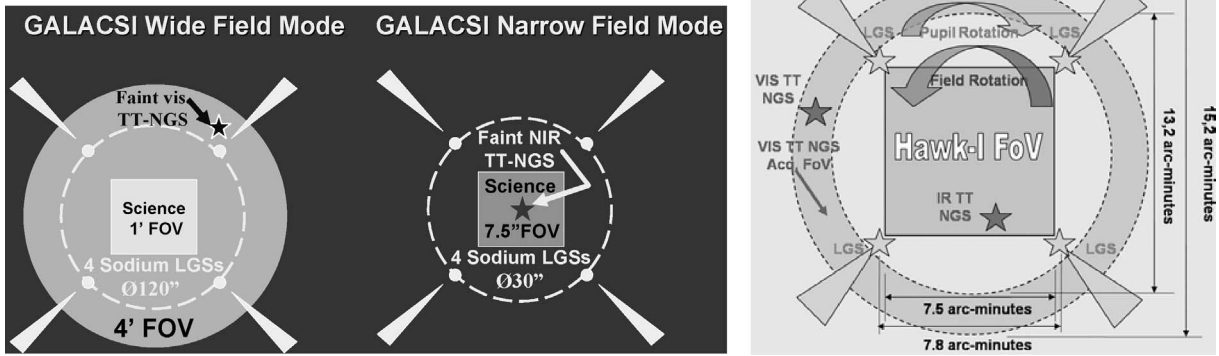 GALACSI Wide Field Mode
Faint vis
TT-NGS
Science
1' FOV
4 Sodium LGSs
Ø120”
4’ FOV
GALACSI Narrow Field Mode
Faint NIR
TT-NGS
Science
7.5”FOV
4 Sodium LGSs
Ø30”
LGS
Pupil Rotation
LGS
Field Rotation
VIS TT
NGS
Hawk-I FoV
VIS TT NGS
Acq. FoV
IR TT
NGS
LGS
LGS
7.5 arc-minutes
7.8 arc-minutes
13,2 arc-minutes
15,2 arc-minutes